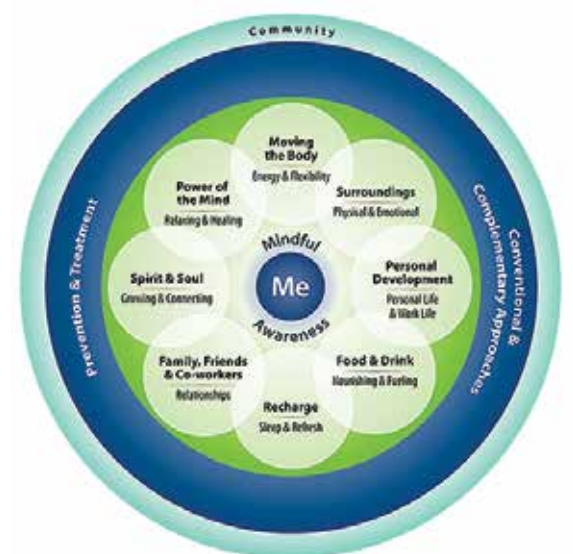 Community
Prevention & Treatment
Conventional &
Complementary Approaches
Moving
the Body
Energy & Flexibility
Surroundings
Physical & Emotional
Personal
Development
Personal Life
& Work Life
Food & Drink
Nourishing & Fueling
Recharge
Sleep & Refresh
Family, Friends
& Co-workers
Relationships
Spirit & Soul
Growing & Connecting
Power of
the Mind
Relaxing & Healing
Mindful
Me
Awareness